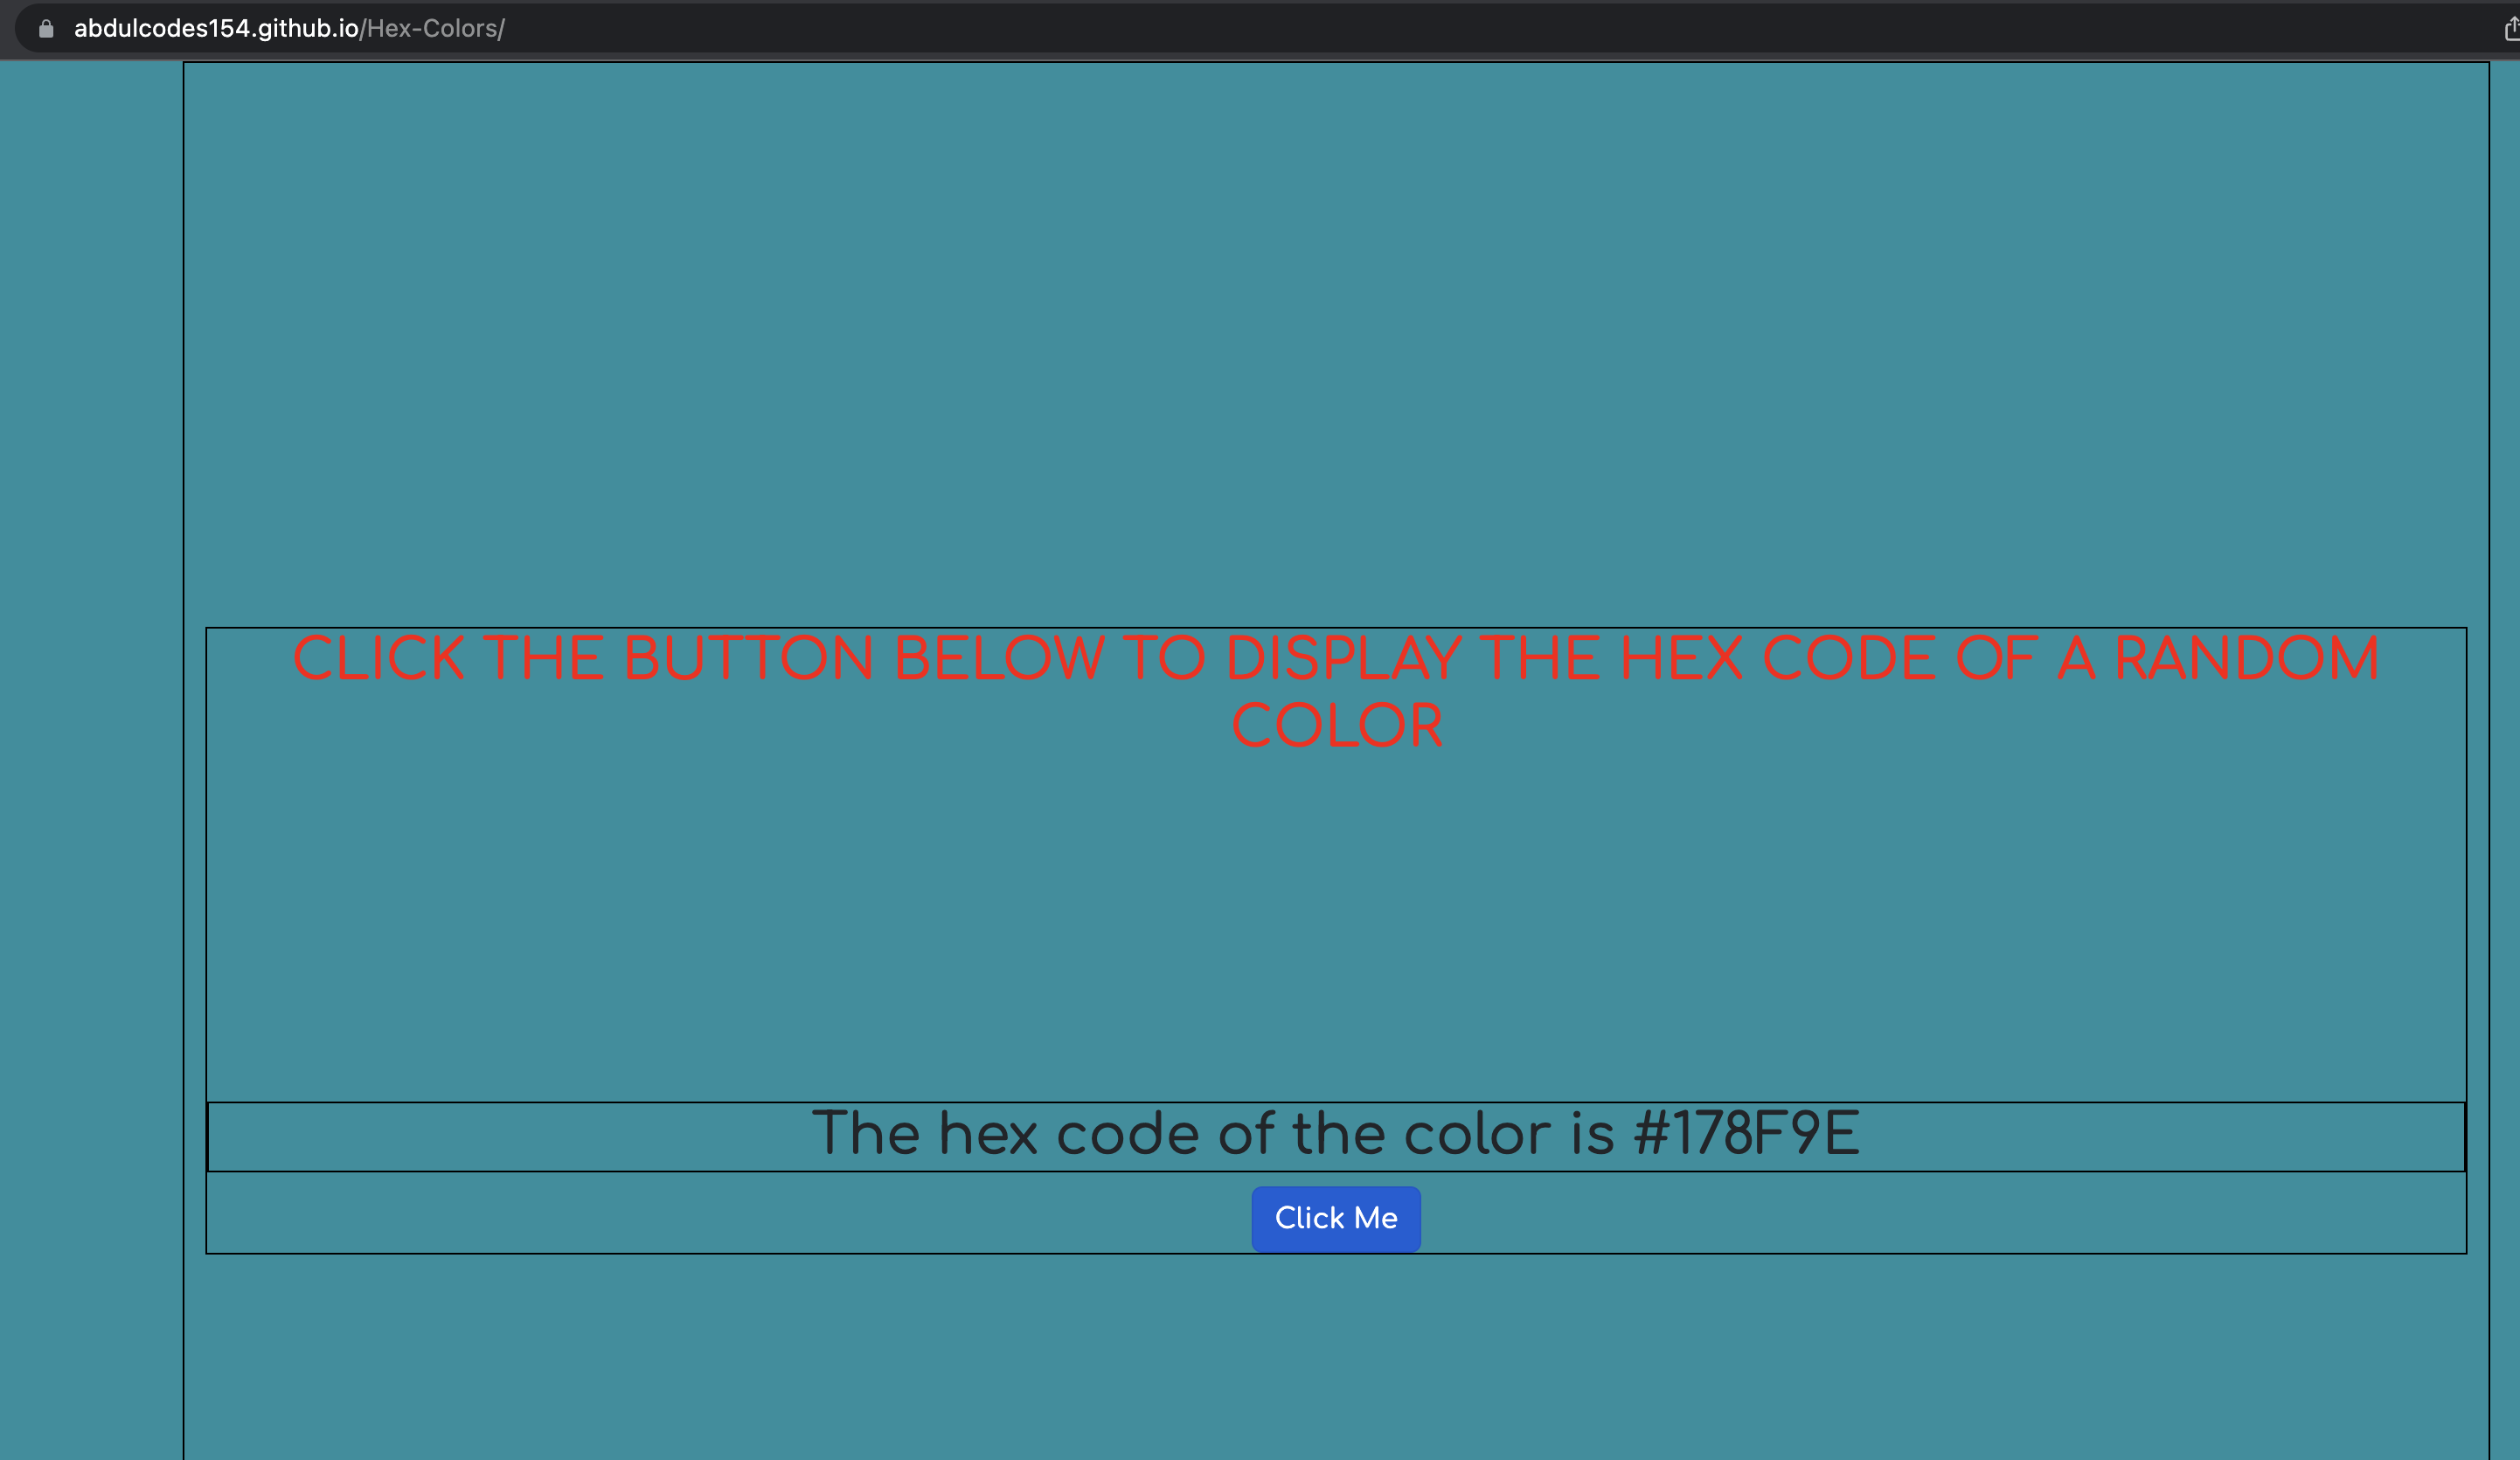 abdulcodes154.github.io/Hex-Colors/
CLICK THE BUTTON BELOW TO DISPLAY THE HEX CODE OF A RANDOM
COLOR
The hex code of the color is #178F9E
Click Me